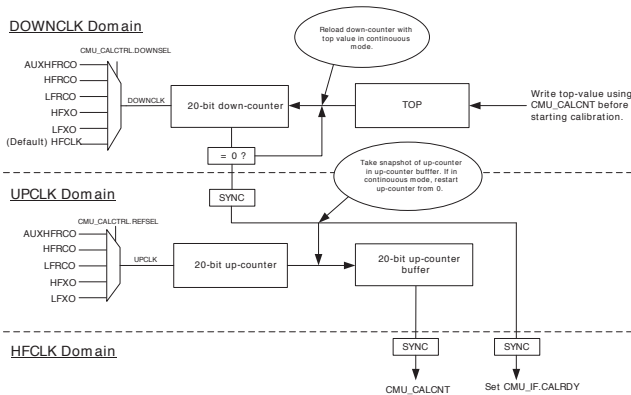 DOWNCLK Domain
Reload down-counter with
top value in continouous
mode.
CMU_CALCTRL.DOWNSEL
AUXHFRCO
HFRCO
LFRCO
HFXO
LFXO
(Default) HFCLK
DOWNCLK
20-bit down-counter
TOP
Write top-value using
CMU_CALCNT before
starting calibration.
= 0 ?
Take snapshot of up-counter
in up-counter bufffer. If in
continuous mode, restart
up-counter from 0.
SYNC
UPCLK Domain
CMU_CALCTRL.REFSEL
AUXHFRCO
HFRCO
LFRCO
HFXO
LFXO
UPCLK
20-bit up-counter
20-bit up-counter
buffer
HFCLK Domain
SYNC
SYNC
CMU_CALCNT
Set CMU_IF.CALRDY